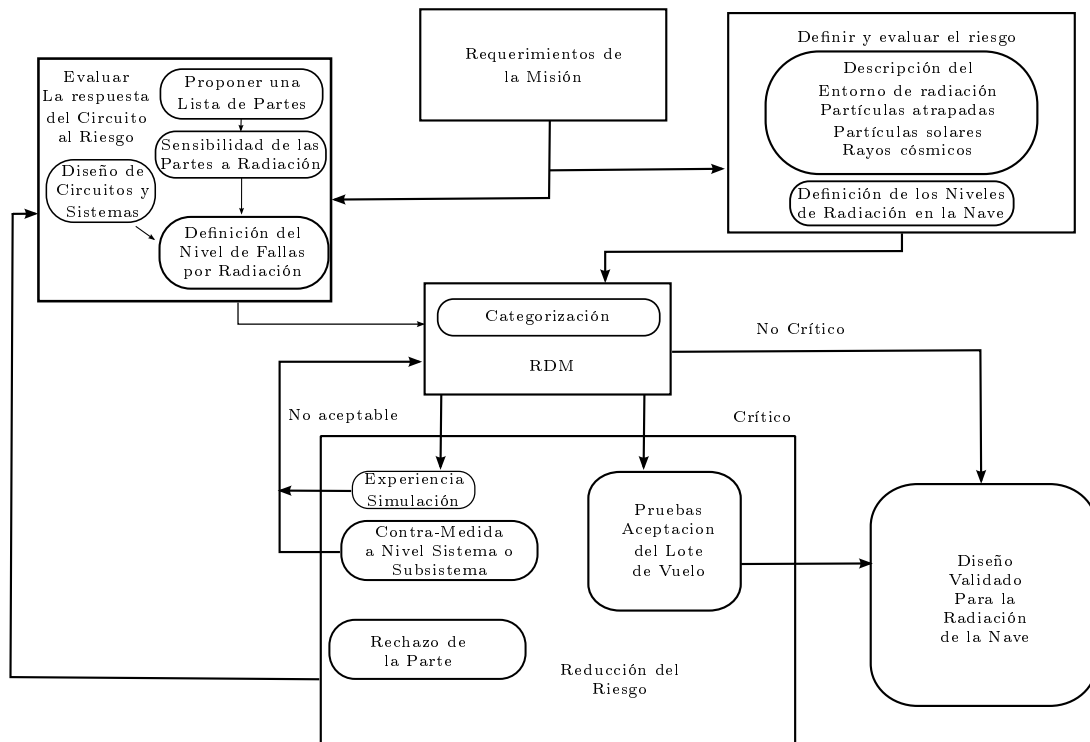 Requerimientos de
la Misión
Evaluar
La respuesta
del Circuito
al Riesgo
Proponer una
Lista de Partes
Sensibilidad de las
Partes a Radiación
Diseño de
Circuitos y
Sistemas
Definición del
Nivel de Fallas
por Radiación
Definir y evaluar el riesgo
Descripción del
Entorno de radiación
Partículas atrapadas
Partículas solares
Rayos cósmicos
Definición de los Niveles
de Radiación en la Nave
Categorización
RDM
No Crítico
No aceptable
Crítico
Experiencia
Simulación
Contra-Medida
a Nivel Sistema o
Subsistema
Rechazo de
la Parte
Pruebas
Aceptacion
del Lote
de Vuelo
Reducción del
Riesgo
Diseño
Validado
Para la
Radiación
de la Nave